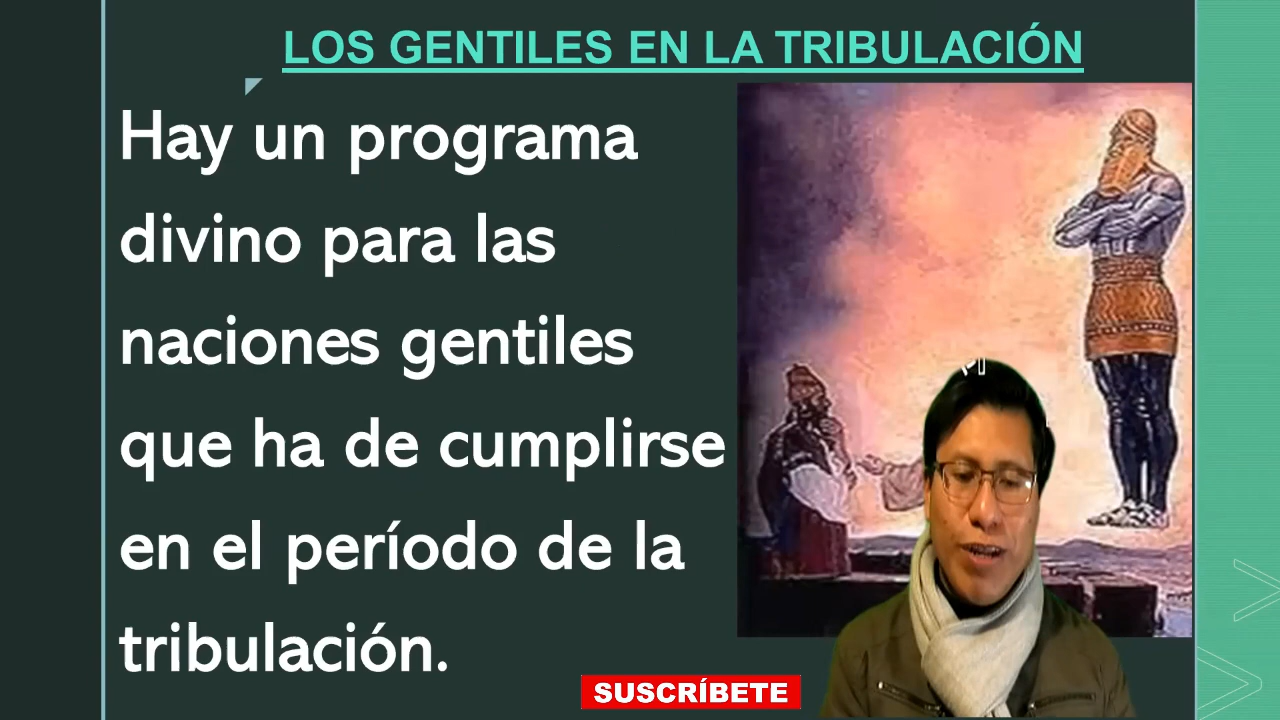 LOS GENTILES EN LA TRIBULACIÓN
Hay un programa
divino para las
naciones gentiles
que ha de cumplirse
en el período de la
tribulación.
SUSCRÍBETE